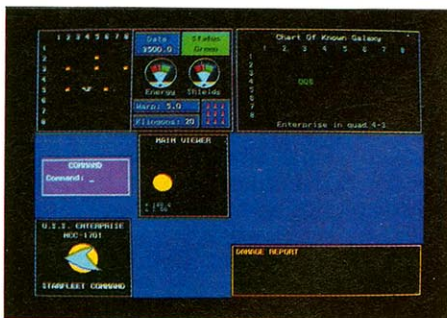 1 2 3 4 5 6 7 8
1
2
3
4
5
6
7
8
Date
3500.0
Status
Green
Energy
Shields
Warp: 5.0
Klingons: 20
Chart Of Known Galaxy
1 2 3 4 5 6 7 8
1
2
3
4
5
6
7
8
008
Enterprise in quad 4-3
COMMAND
Command: _
MAIN VIEWER
U.S.S. ENTERPRISE
NCC-1701
STARFLEET COMMAND
DAMAGE REPORT